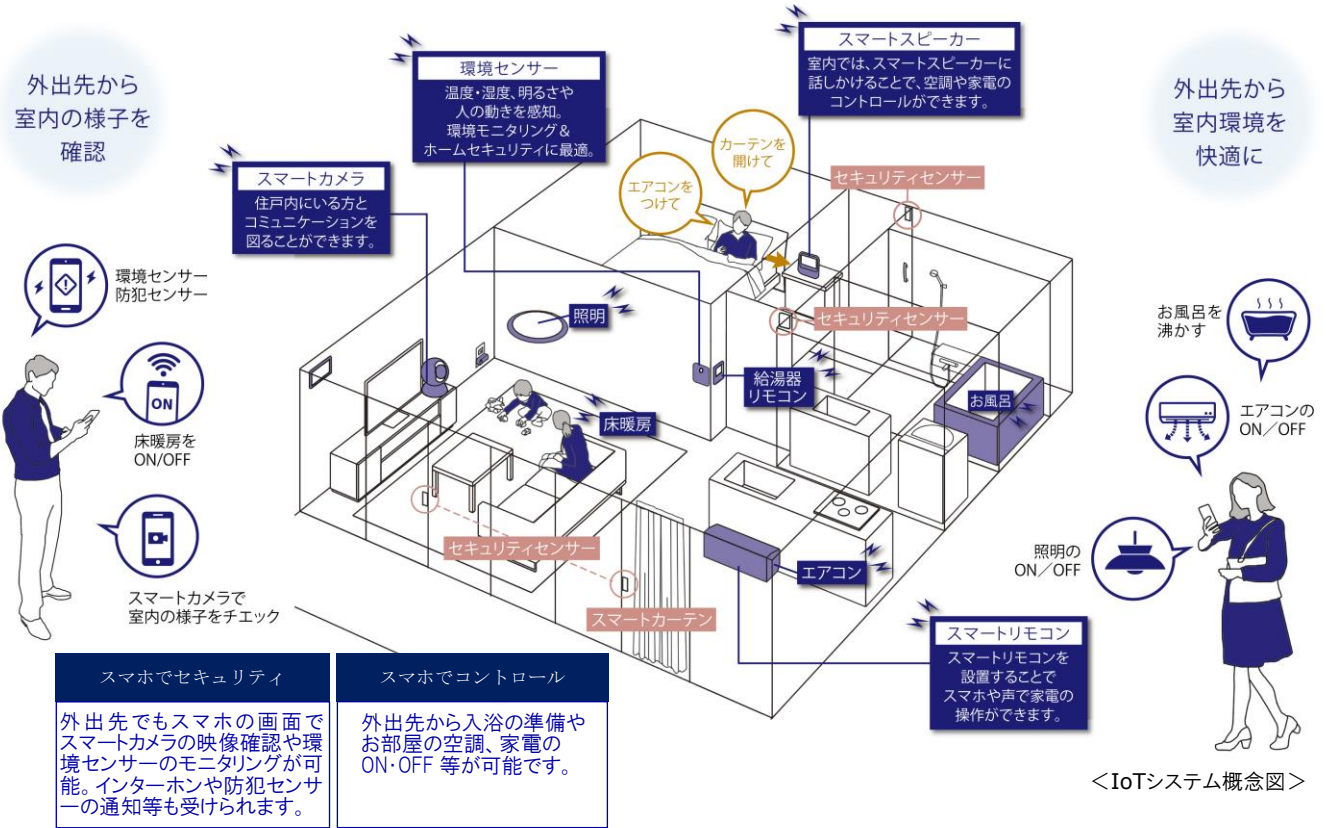 外出先から
室内の様子を
確認
環境センサー
温度・湿度、明るさや
人の動きを感知。
環境モニタリング＆
ホームセキュリティに最適。
スマートスピーカー
室内では、スマートスピーカーに
話しかけることで、空調や家電の
コントロールができます。
外出先から
室内環境を
快適に
スマートカメラ
住戸内にいる方と
コミュニケーションを
図ることができます。
カーテンを
開けて
エアコンを
つけて
セキュリティセンサー
環境センサー
防犯センサー
照明
セキュリティセンサー
お風呂を
沸かす
給湯器
リモコン
お風呂
ON
床暖房を
ON/OFF
床暖房
エアコンの
ON／OFF
セキュリティセンサー
エアコン
照明の
ON／OFF
スマートカメラで
室内の様子をチェック
スマートカーテン
スマートリモコン
スマートリモコンを
設置することで
スマホや声で家電の
操作ができます。
スマホでセキュリティ
外出先でもスマホの画面で
スマートカメラの映像確認や環
境センサーのモニタリングが可
能。インターホンや防犯センサ
ーの通知等も受けられます。
スマホでコントロール
外出先から入浴の準備や
お部屋の空調、家電の
ON･OFF 等が可能です。
＜IoTシステム概念図＞